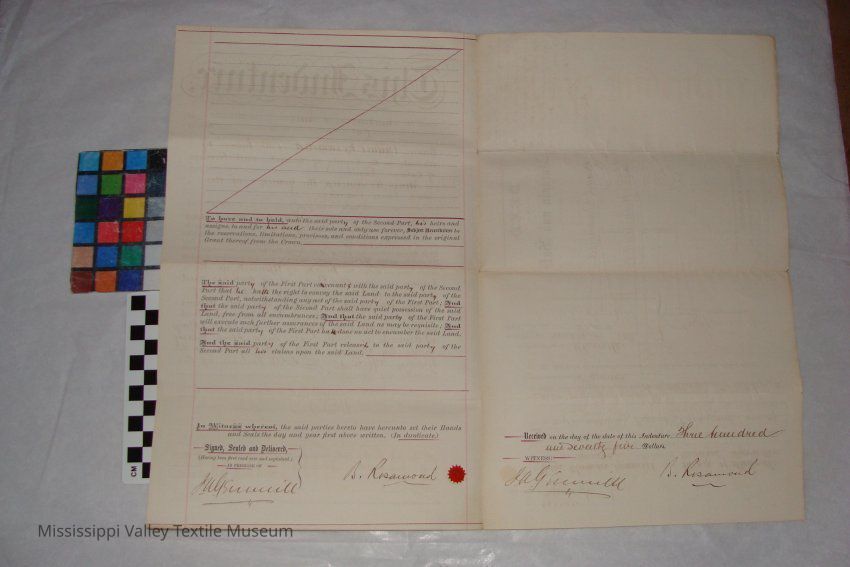 To have and to hold, unto the said party of the Second Part, his heirs and
assigns, to and for his and their sole and only use forever, Subject Nevertheless to
the reservations, limitations, provisoes, and conditions expressed in the original
Grant thereof from the Crown.
The said party of the First Part covenants with the said party of the Second
Part that he hath the right to convey the said Land to the said party of the
Second Part, notwithstanding any act of the said party of the First Part; And
that the said party of the Second Part shall have quiet possession of the said
Land, free from all encumbrances; And that the said party of the First Part
will execute such further assurances of the said Land as may be requisite; And
that the said party of the First Part hath done no act to encumber the said Land.
And the said party of the First Part releases to the said party of the
Second Part all his claims upon the said Land.
In Witness whereof, the said parties hereto have hereunto set their Hands
and Seals the day and year first above written. (In duplicate)
Signed, Sealed and Delivered,
(Having been first read over and explained.)
IN PRESENCE OF
B. Rosamond
Received on the day of the date of this Indenture Three hundred
and seventy five Dollars
WITNESS:
B. Rosamond
CM
Mississippi Valley Textile Museum